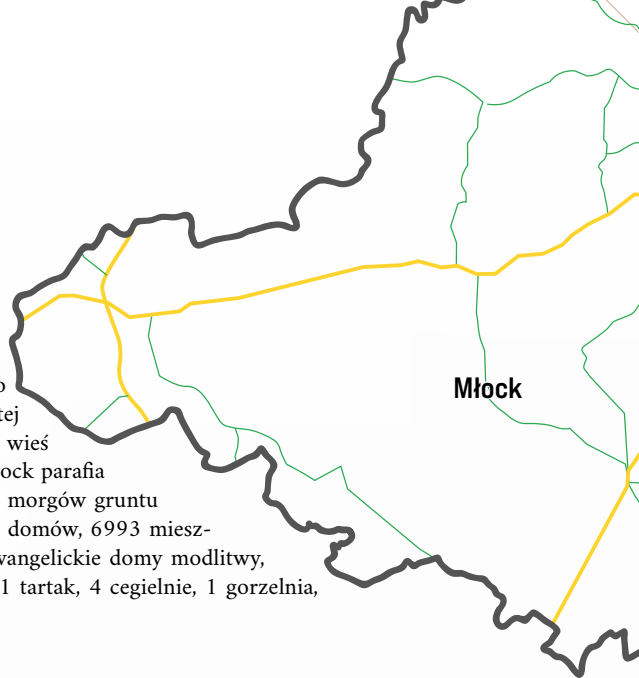 Młock
o
tej
wieś
ock parafia
morgów gruntu
domów, 6993 miesz-
wangelickie domy modlitwy,
1 tartak, 4 cegielnie, 1 gorzelnia,